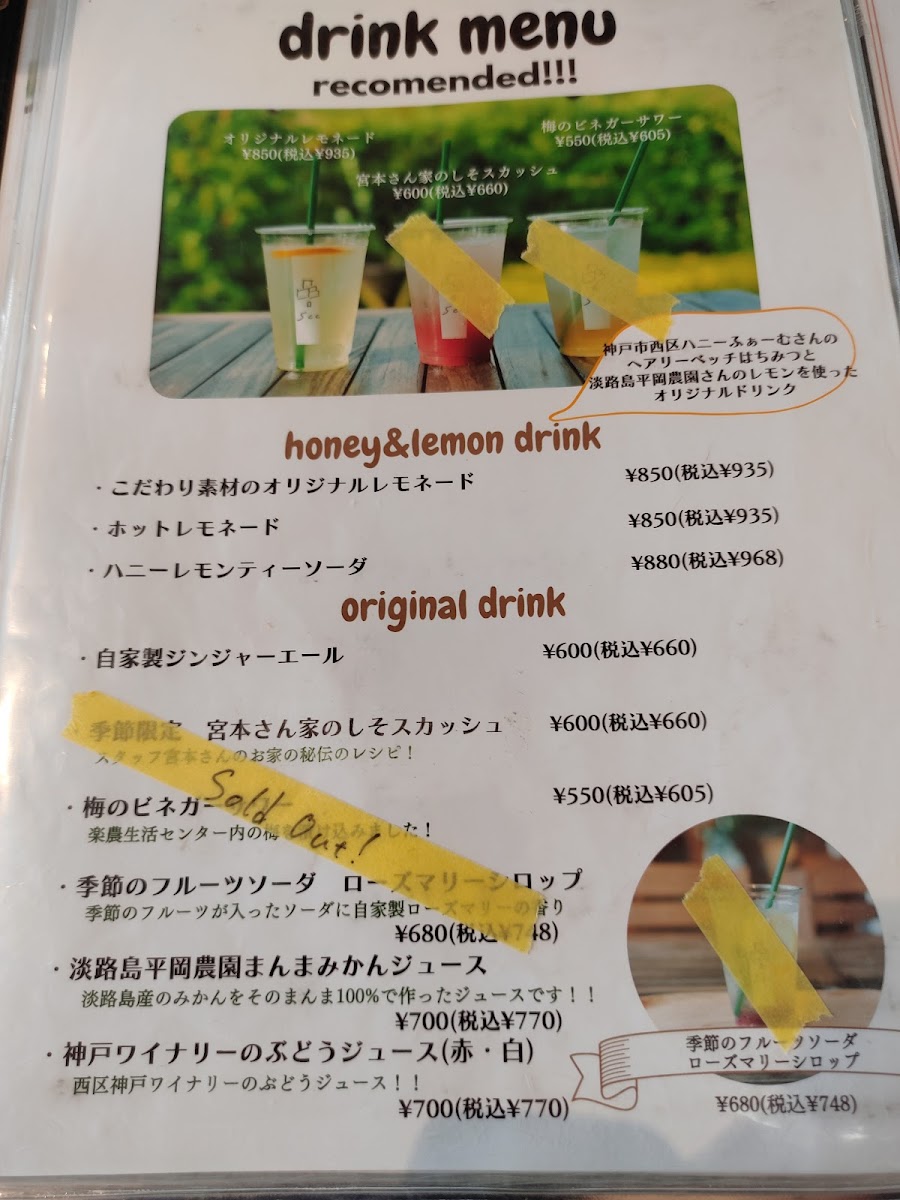 drink menu
recomended!!!
オリジナルレモネード
¥850(税込¥935)
宮本さん家のしそスカッシュ
¥600(税込¥660)
梅のビネガーサワー
¥550(税込¥605)
神戸市西区ハニーふぁーむさんの
ヘアリーベッチはちみつと
淡路島平岡農園さんのレモンを使った
オリジナルドリンク
honey&lemon drink
・こだわり素材のオリジナルレモネード ¥850(税込¥935)
・ホットレモネード ¥850(税込¥935)
・ハニーレモンティーソーダ ¥880(税込¥968)
original drink
・自家製ジンジャーエール ¥600(税込¥660)
季節限定 宮本さん家のしそスカッシュ ¥600(税込¥660)
スタッフ宮本さんのお家の秘伝のレシピ！
Sold Out!
・梅のビネガー ¥550(税込¥605)
楽農生活センター内の梅を漬け込みました！
・季節のフルーツソーダ ローズマリーシロップ
季節のフルーツが入ったソーダに自家製ローズマリーの香り
¥680(税込¥748)
・淡路島平岡農園まんまみかんジュース
淡路島産のみかんをそのまんま100%で作ったジュースです！！
¥700(税込¥770)
・神戸ワイナリーのぶどうジュース(赤・白)
西区神戸ワイナリーのぶどうジュース！！
¥700(税込¥770)
季節のフルーツソーダ
ローズマリーシロップ
¥680(税込¥748)